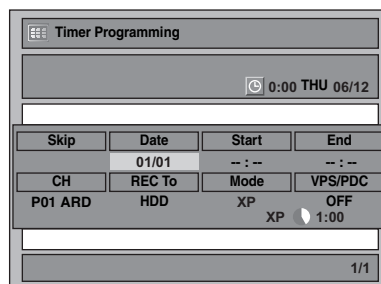 Timer Programming
0:00 THU 06/12
Skip Date Start End
01/01 -- : -- -- : --
CH REC To Mode VPS/PDC
P01 ARD HDD XP OFF
XP 1:00
1/1